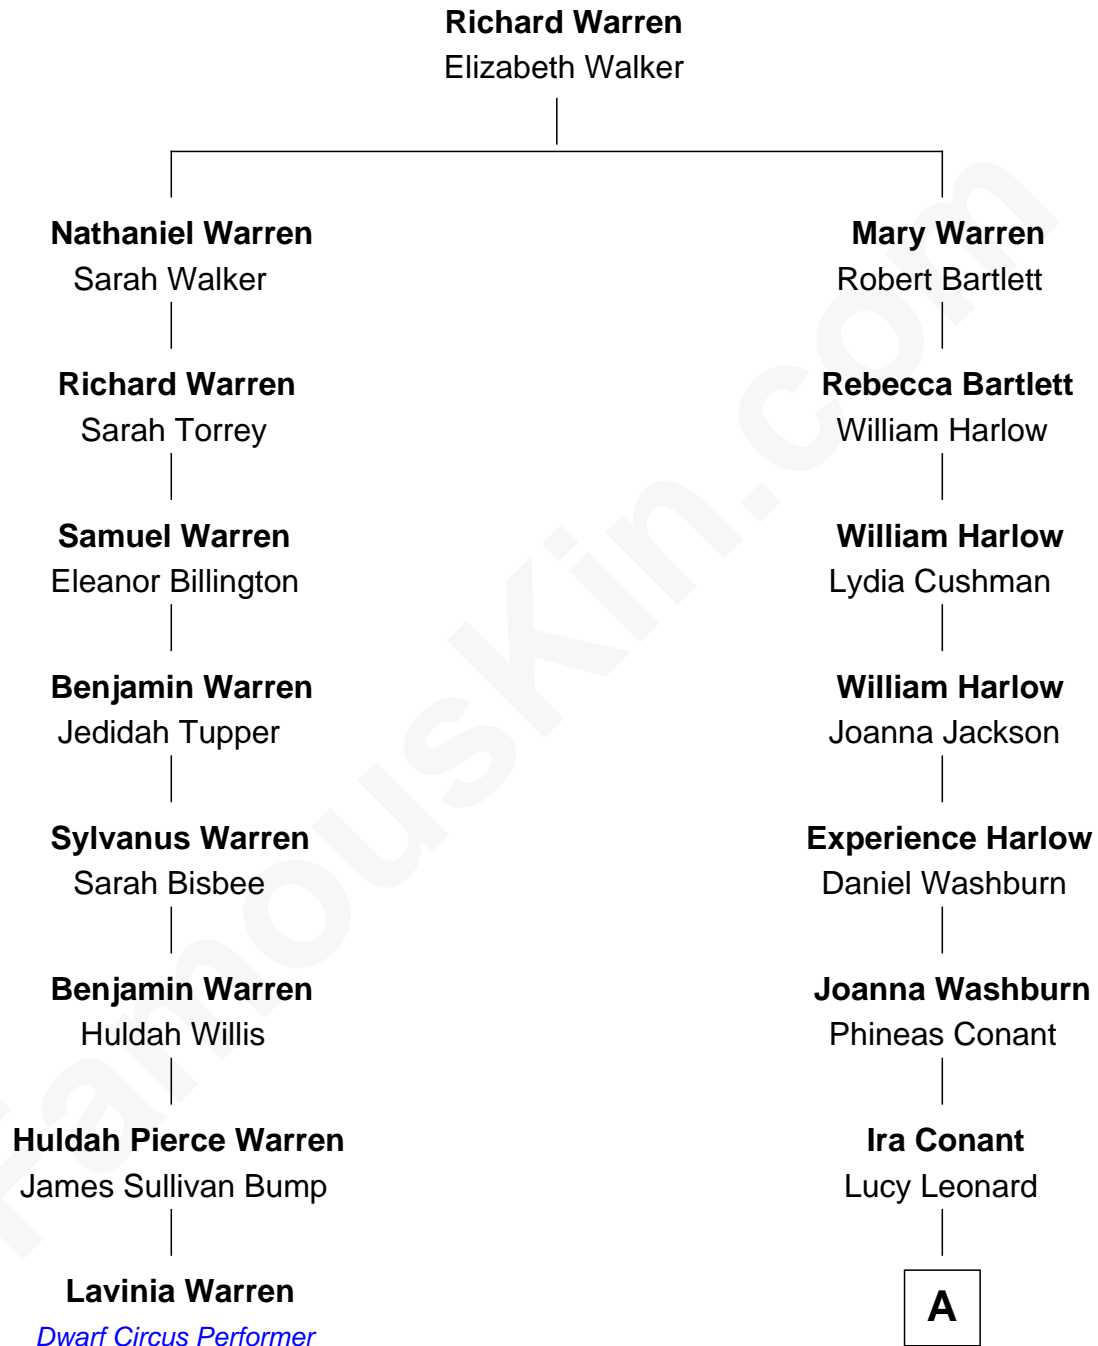 Richard Warren
Elizabeth Walker
Nathaniel Warren
Sarah Walker
Richard Warren
Sarah Torrey
Samuel Warren
Eleanor Billington
Benjamin Warren
Jedidah Tupper
Sylvanus Warren
Sarah Bisbee
Benjamin Warren
Huldah Willis
Huldah Pierce Warren
James Sullivan Bump
Lavinia Warren
Dwarf Circus Performer
Mary Warren
Robert Bartlett
Rebecca Bartlett
William Harlow
William Harlow
Lydia Cushman
William Harlow
Joanna Jackson
Experience Harlow
Daniel Washburn
Joanna Washburn
Phineas Conant
Ira Conant
Lucy Leonard
A
FamousKin.com